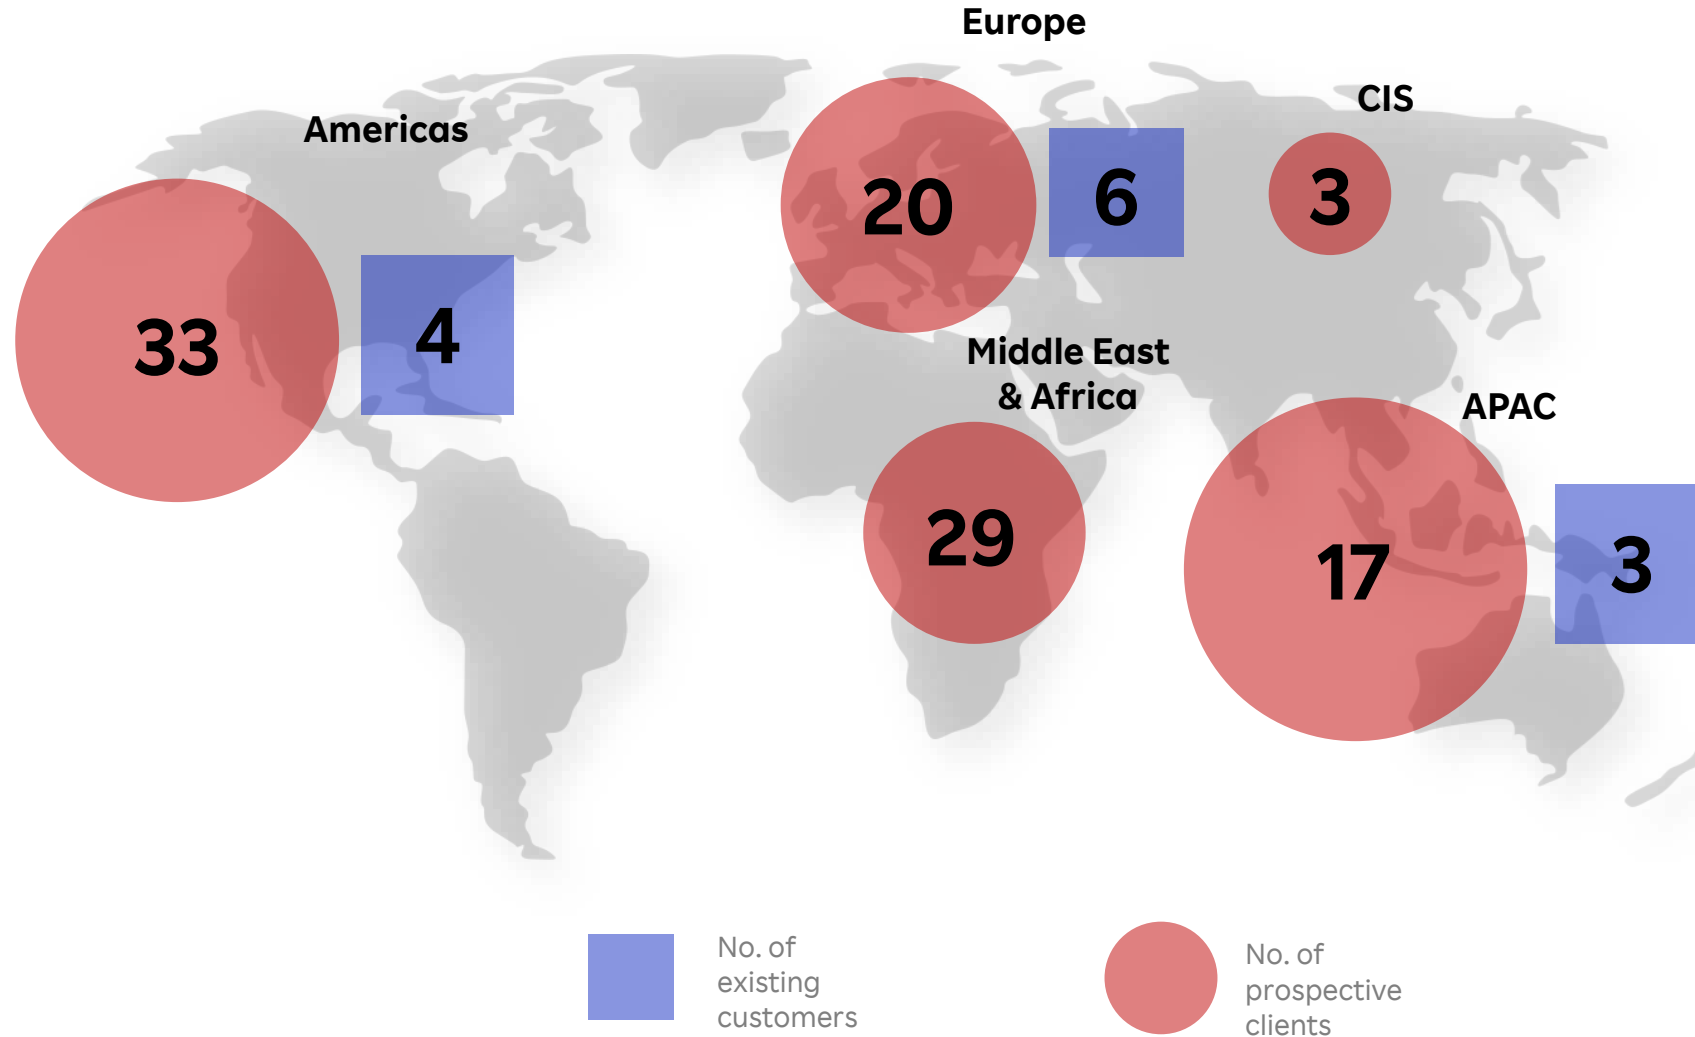 Europe
CIS
Americas
20
6
3
33
4
Middle East
& Africa
APAC
29
17
3
No. of
existing
customers
No. of
prospective
clients